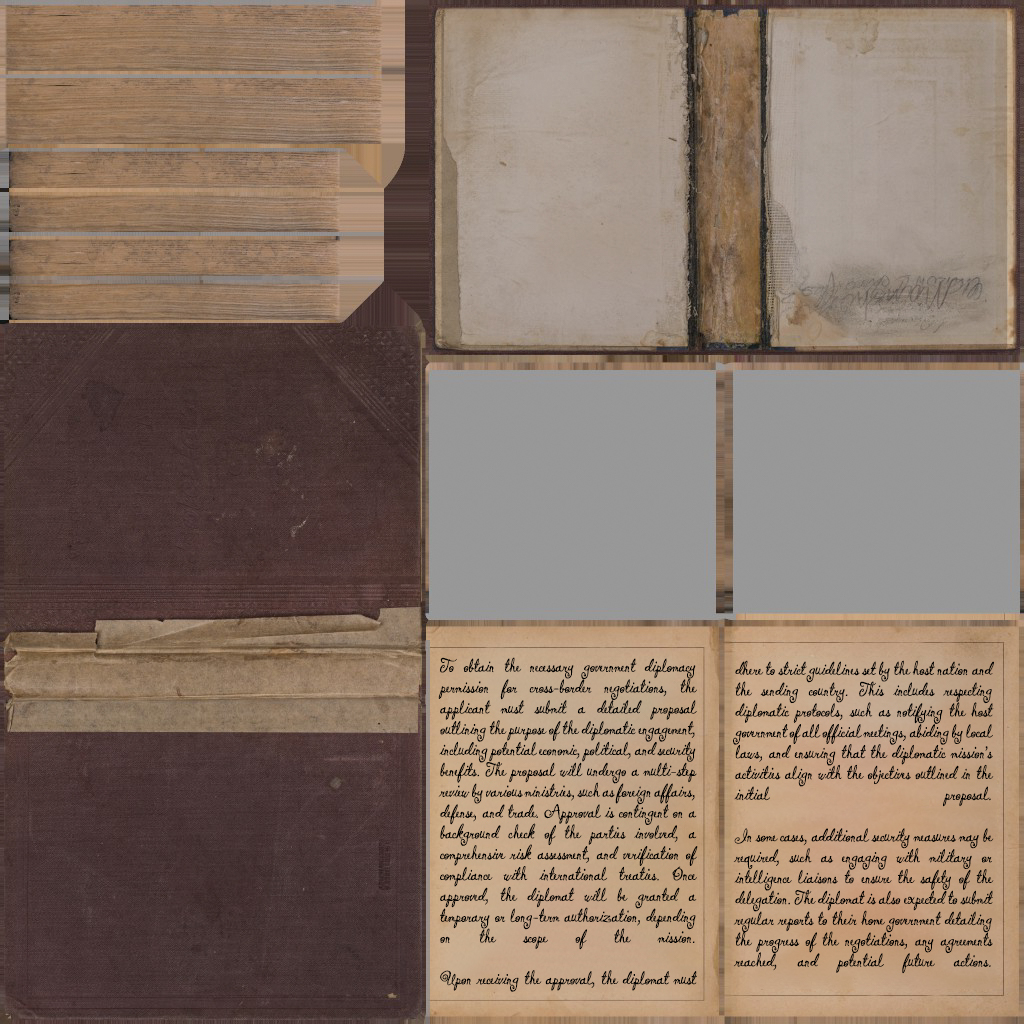 To obtain the necessary government diplomacy
permission for cross-border negotiations, the
applicant must submit a detailed proposal
outlining the purpose of the diplomatic engagement,
including potential economic, political, and security
benefits. The proposal will undergo a multi-step
review by various ministries, such as foreign affairs,
defense, and trade. Approval is contingent on a
background check of the parties involved, a
comprehensive risk assessment, and verification of
compliance with international treaties. Once
approved, the diplomat will be granted a
temporary or long-term authorization, depending
on the scope of the mission.
Upon receiving the approval, the diplomat must
dhere to strict guidelines set by the host nation and
the sending country. This includes respecting
diplomatic protocols, such as notifying the host
government of all official meetings, abiding by local
laws, and ensuring that the diplomatic mission's
activities align with the objectives outlined in the
initial proposal.
In some cases, additional security measures may be
required, such as engaging with military or
intelligence liaisons to ensure the safety of the
delegation. The diplomat is also expected to submit
regular reports to their home government detailing
the progress of the negotiations, any agreements
reached, and potential future actions.